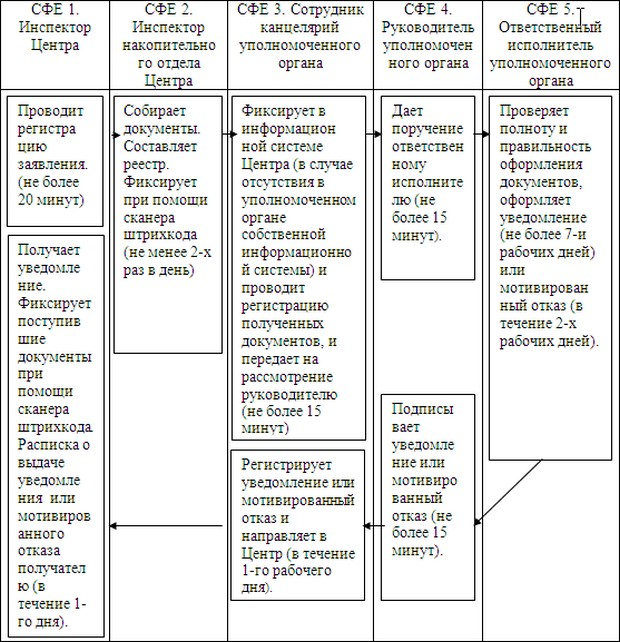 СФЕ 1.
Инспектор
Центра
СФЕ 2.
Инспектор
накопительно
го отдела
Центра
СФЕ 3. Сотрудник
канцелярий
уполномоченного
органа
СФЕ 4.
Руководитель
уполномочен
ного органа
СФЕ 5.
Ответственный
исполнитель
уполномоченного
органа
Проводит
регистра
цию
заявления.
(не более
20 минут)
Собирает
документы.
Составляет
реестр.
Фиксирует
при помощи
сканера
штрихкода
(не менее 2-х
раз в день)
Фиксирует в
информацион
ной системе
Центра (в случае
отсутствия в
уполномоченном
органе
собственной
информационно
й системы) и
проводит
регистрацию
полученных
документов, и
передает на
рассмотрение
руководителю
(не более 15
минут)
Дает
поручение
ответствен
ному
исполните
лю (не
более 15
минут).
Проверяет
полноту и
правильность
оформления
документов,
оформляет
уведомление
(не более 7-и
рабочих дней)
или
мотивирован
ный отказ (в
течение 2-х
рабочих дней).
Получает
уведомле
ние.
Фиксирует
поступив
шие
документы
при
помощи
сканера
штрихкода.
Расписка о
выдаче
уведомле
ния или
мотивиров
анного
отказа
получател
ю (в
течение 1-
го дня).
Регистрирует
уведомление или
мотивированный
отказ и
направляет в
Центр (в течение
1-го рабочего
дня).
Подписы
вает
уведомле
ние или
мотивиро
ванный
отказ (не
более 15
минут).